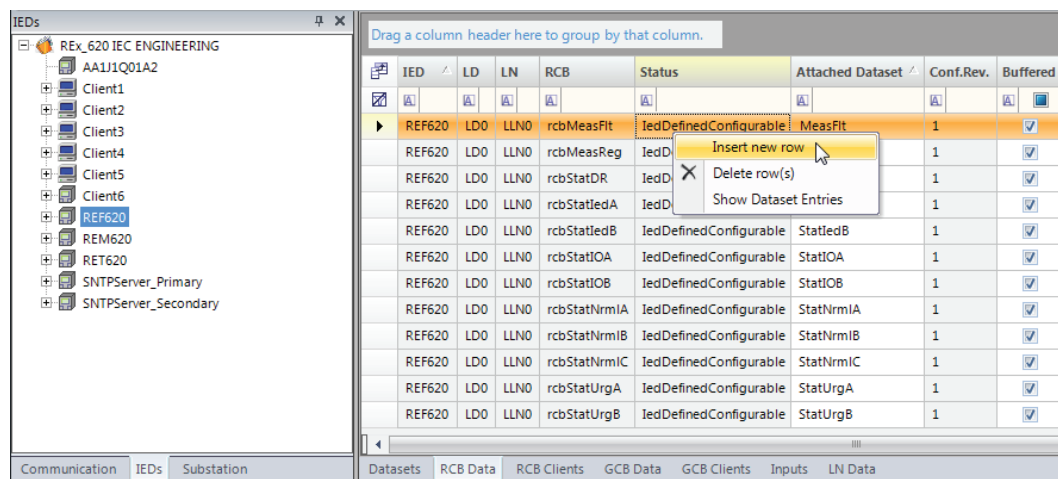 IEDs
REx_620 IEC ENGINEERING
AA1J1Q01A2
Client1
Client2
Client3
Client4
Client5
Client6
REF620
REM620
RET620
SNTPServer_Primary
SNTPServer_Secondary
Communication IEDs Substation
Drag a column header here to group by that column.
IED LD LN RCB Status Attached Dataset Conf.Rev. Buffered
A A A A A A A A
REF620 LD0 LLN0 rcbMeasFlt IedDefinedConfigurable MeasFlt 1
REF620 LD0 LLN0 rcbMeasReg IedD 1
REF620 LD0 LLN0 rcbStatDR IedD 1
REF620 LD0 LLN0 rcbStatIedA IedD 1
Insert new row
Delete row(s)
Show Dataset Entries
REF620 LD0 LLN0 rcbStatIedB IedDefinedConfigurable StatIedB 1
REF620 LD0 LLN0 rcbStatIOA IedDefinedConfigurable StatIOA 1
REF620 LD0 LLN0 rcbStatIOB IedDefinedConfigurable StatIOB 1
REF620 LD0 LLN0 rcbStatNrmlA IedDefinedConfigurable StatNrmlA 1
REF620 LD0 LLN0 rcbStatNrmlB IedDefinedConfigurable StatNrmlB 1
REF620 LD0 LLN0 rcbStatNrmlC IedDefinedConfigurable StatNrmlC 1
REF620 LD0 LLN0 rcbStatUrgA IedDefinedConfigurable StatUrgA 1
REF620 LD0 LLN0 rcbStatUrgB IedDefinedConfigurable StatUrgB 1
Datasets RCB Data RCB Clients GCB Data GCB Clients Inputs LN Data